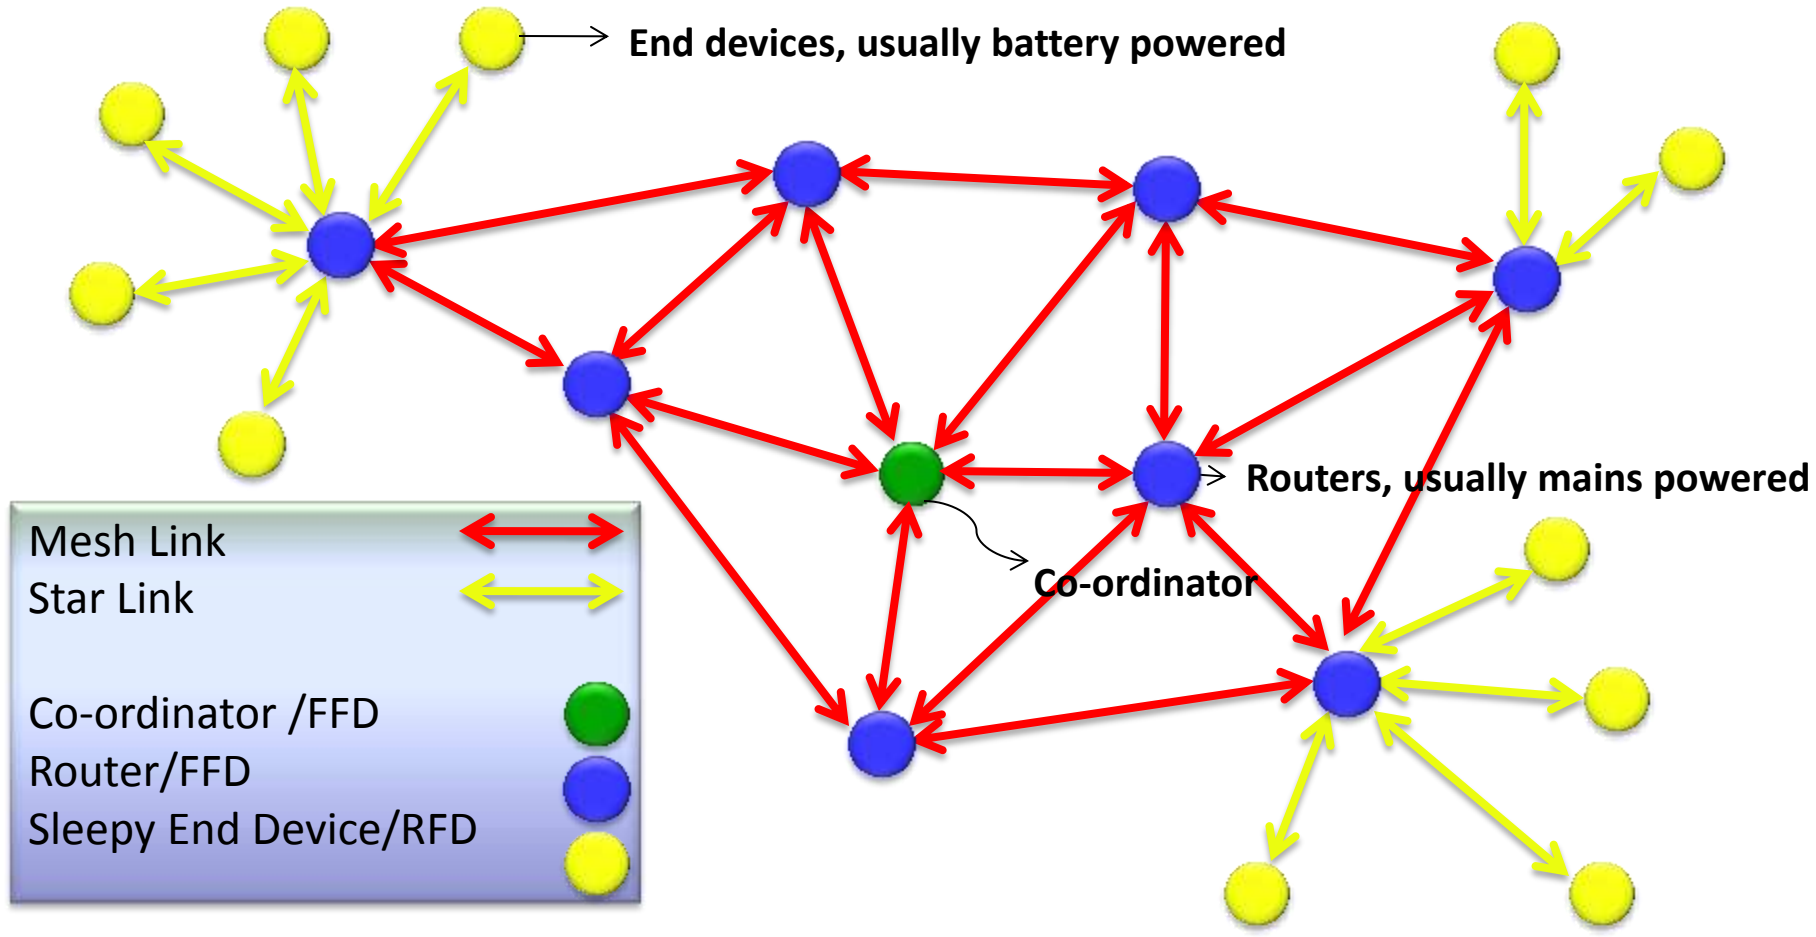 End devices, usually battery powered
Routers, usually mains powered
Co-ordinator
Mesh Link
Star Link
Co-ordinator /FFD
Router/FFD
Sleepy End Device/RFD